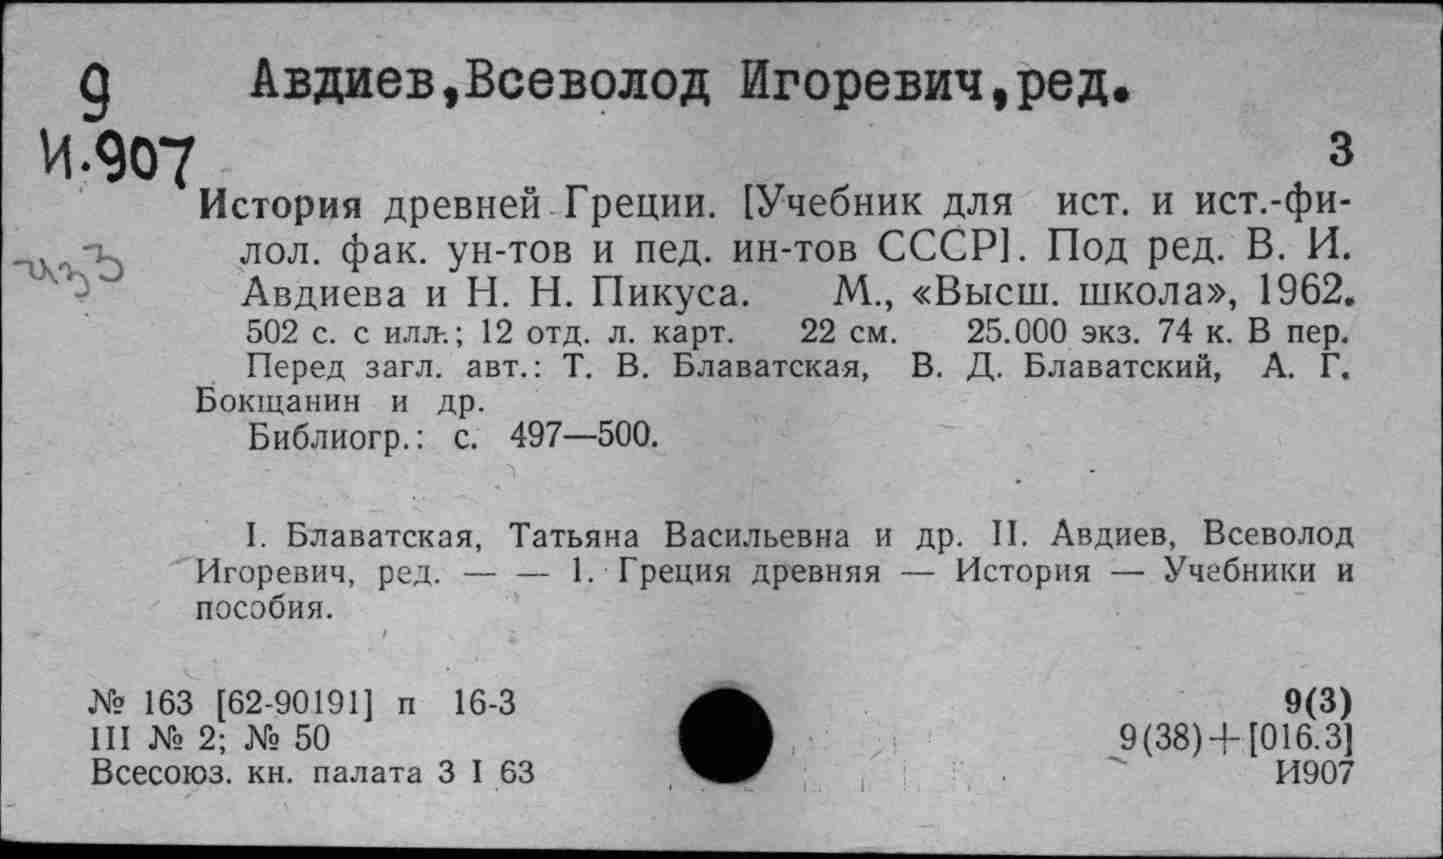 9 Авдиев,Всеволод Игоревич,ред.
И.907 3
История древней Греции. [Учебник для ист. и ист.-фи-
лол. фак. ун-тов и пед. ин-тов СССР]. Под ред. В. И.
Авдиева и Н. Н. Пикуса. М., «Высш. школа», 1962.
502 с. с илл.; 12 отд. л. карт. 22 см. 25.000 экз. 74 к. В пер.
Перед загл. авт.: Т. В. Блаватская, В. Д. Блаватский, А. Г.
Бокщанин и др.
Библиогр.: с. 497—500.
I. Блаватская, Татьяна Васильевна и др. II. Авдиев, Всеволод
Игоревич, ред. — — 1. Греция древняя — История — Учебники и
пособия.
№ 163 [62-90191] п 16-3
III № 2; № 50
Всесоюз. кн. палата 3 I 63
9(3)
9(38)+[016.3]
И907